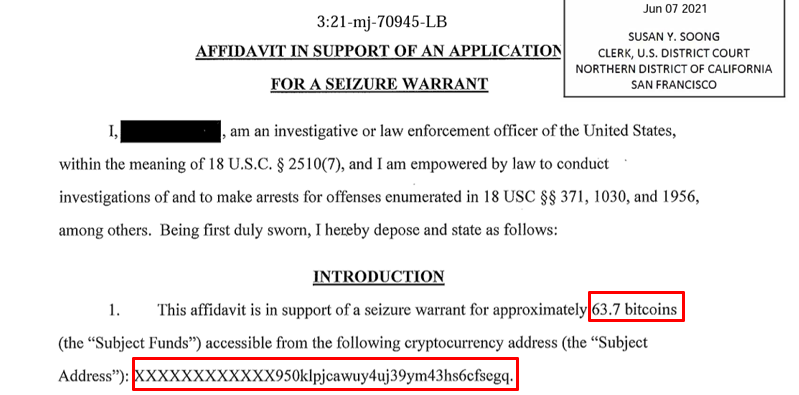 3:21-mj-70945-LB
Jun 07 2021
SUSAN Y. SOONG
CLERK, U.S. DISTRICT COURT
NORTHERN DISTRICT OF CALIFORNIA
SAN FRANCISCO
AFFIDAVIT IN SUPPORT OF AN APPLICATION
FOR A SEIZURE WARRANT
I, , am an investigative or law enforcement officer of the United States,
within the meaning of 18 U.S.C. § 2510(7), and I am empowered by law to conduct
investigations of and to make arrests for offenses enumerated in 18 USC §§ 371, 1030, and 1956,
among others. Being first duly sworn, I hereby depose and state as follows:
INTRODUCTION
1. This affidavit is in support of a seizure warrant for approximately 63.7 bitcoins
(the “Subject Funds”) accessible from the following cryptocurrency address (the “Subject
Address”): XXXXXXXXXXXXX950klpjcawuy4uj39ym43hs6cfsegq.